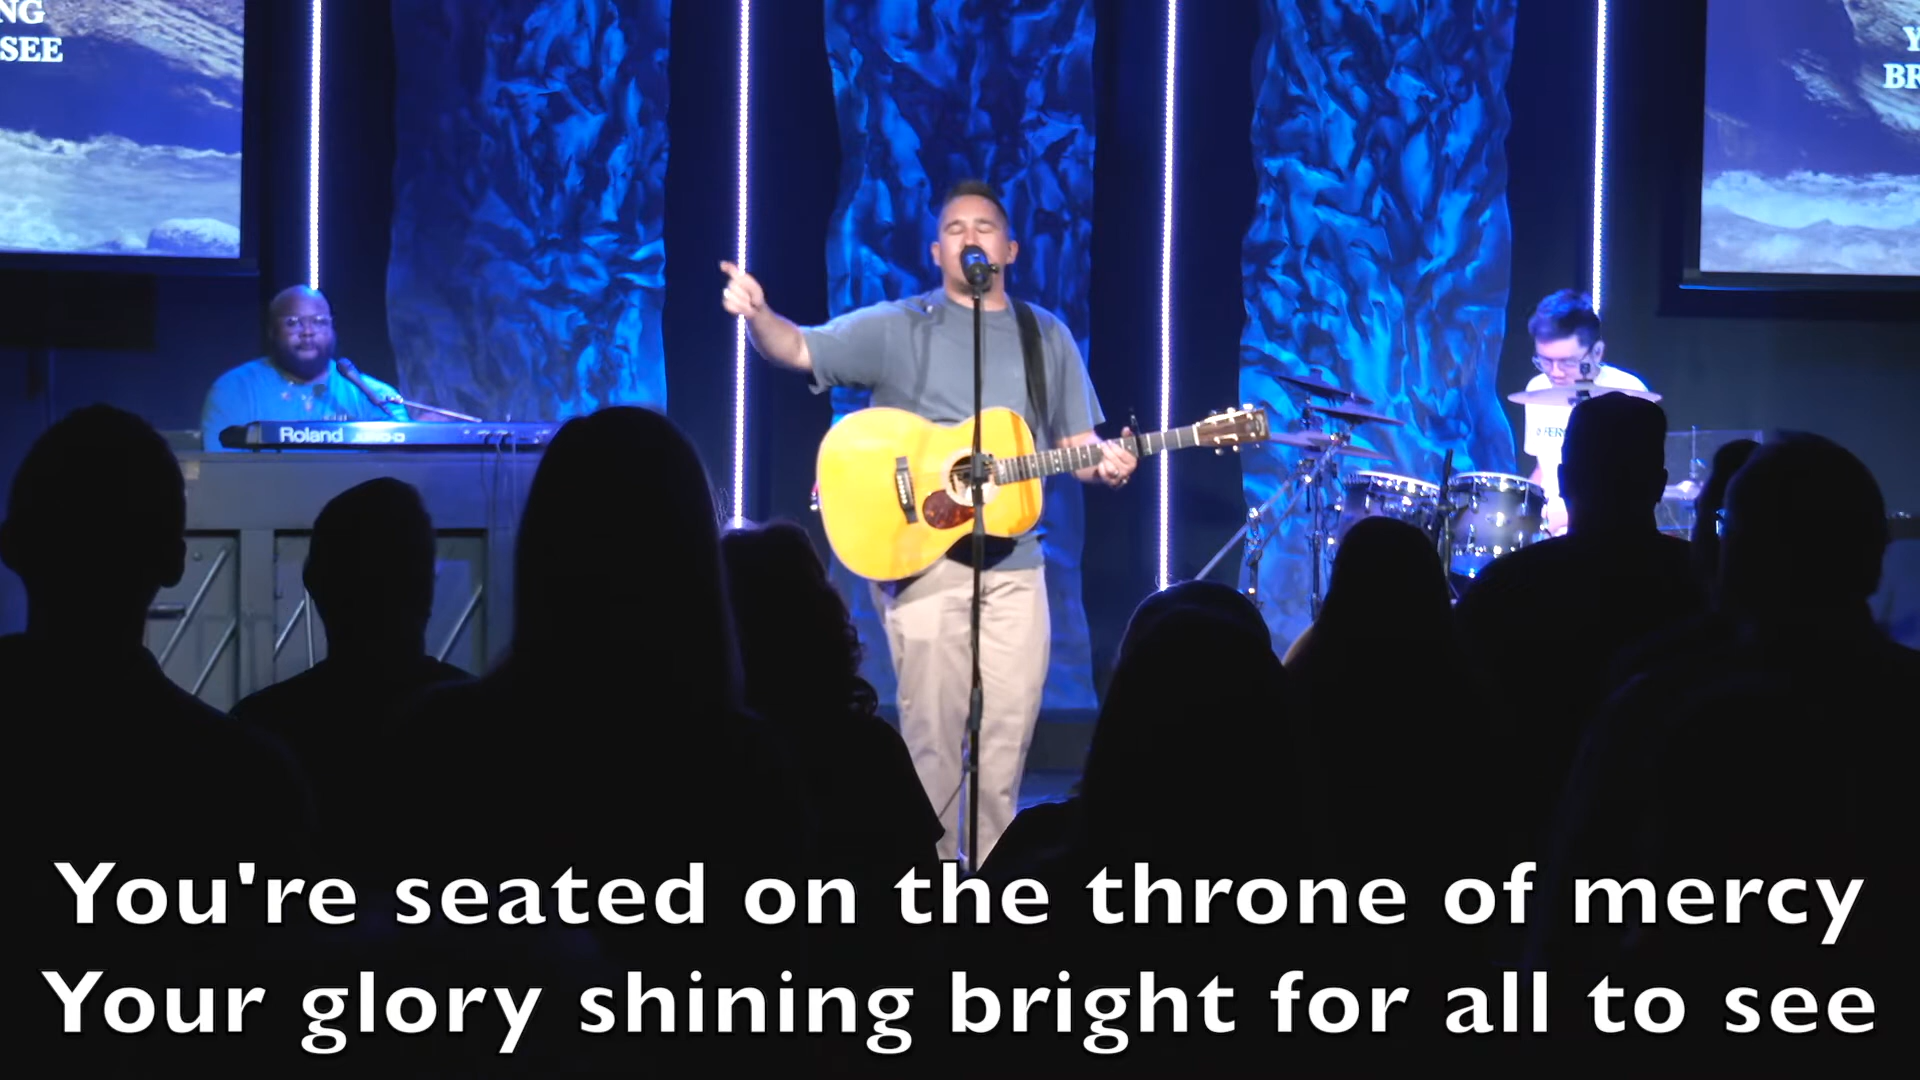 NG
SEE
Y
BR
Roland
You're seated on the throne of mercy
Your glory shining bright for all to see